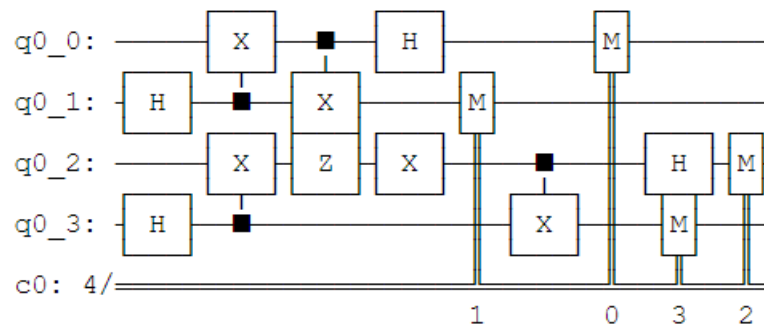 q0_0: X H M
q0_1: H X M
q0_2: X Z X H M
q0_3: H X M
c0: 4/
1 0 3 2